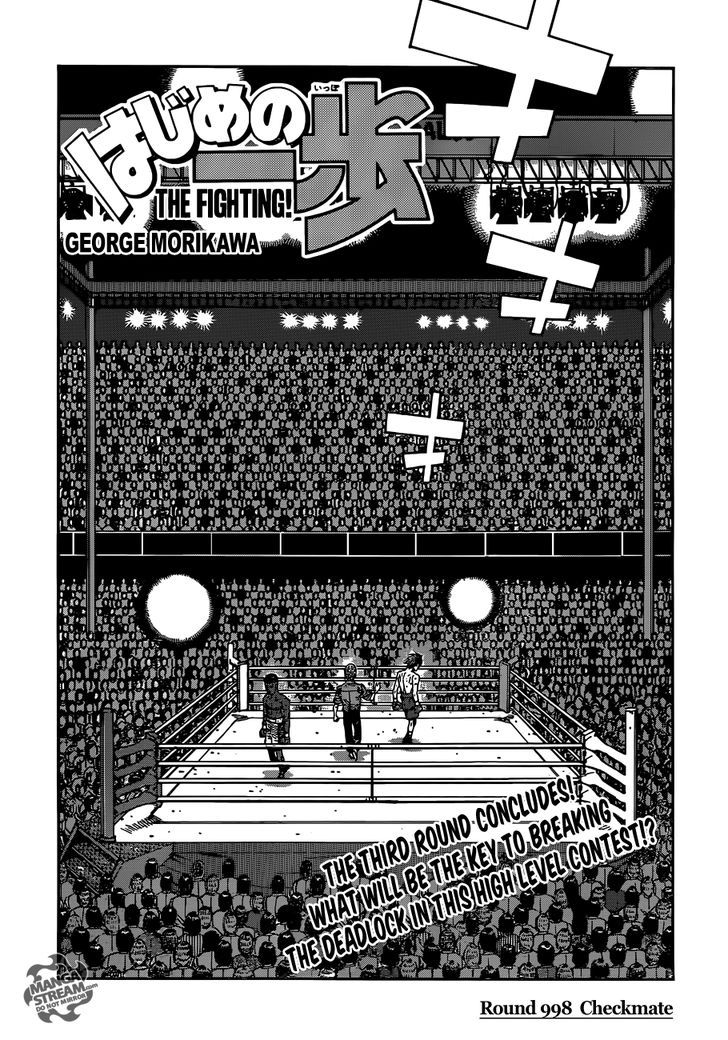 いっぽ
はじめの一歩
THE FIGHTING!
GEORGE MORIKAWA
THE THIRD ROUND CONCLUDES!
WHAT WILL BE THE KEY TO BREAKING
THE DEADLOCK IN THIS HIGH LEVEL CONTEST!?
MANGA
STREAM.com
DO NOT MIRROR
Round 998 Checkmate